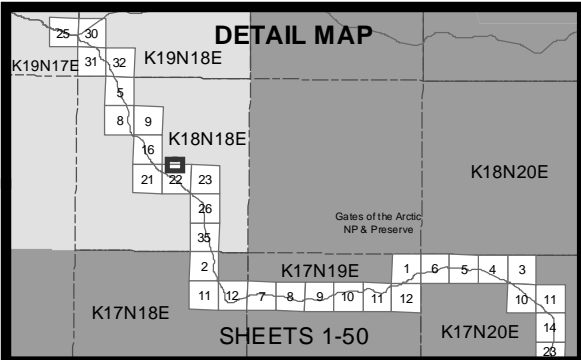 DETAIL MAP
25 30
K19N18E
K19N17E 31 32
5
8 9
K18N18E
16
21 22 23
K18N20E
26
Gates of the Arctic
NP & Preserve
35
2 K17N19E 1 6 5 4 3
11 12 7 8 9 10 11 12 10 11
K17N18E
SHEETS 1-50
K17N20E 14
23